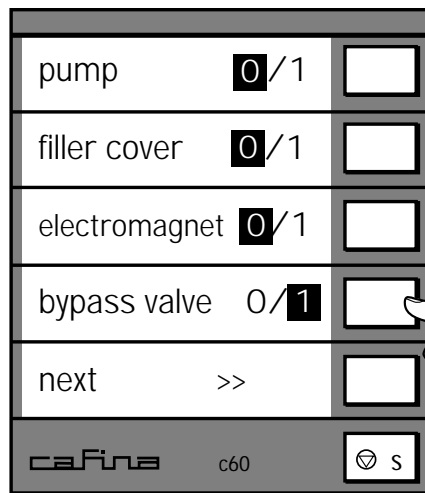 pump 0/1
filler cover 0/1
electromagnet 0/1
bypass valve 0/1
next >>
cafina c60 S